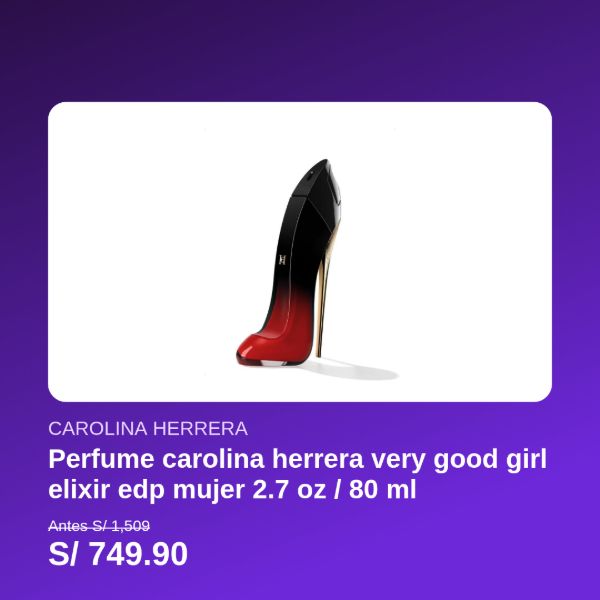 CAROLINA HERRERA
Perfume carolina herrera very good girl
elixir edp mujer 2.7 oz / 80 ml
Antes S/ 1,509
S/ 749.90